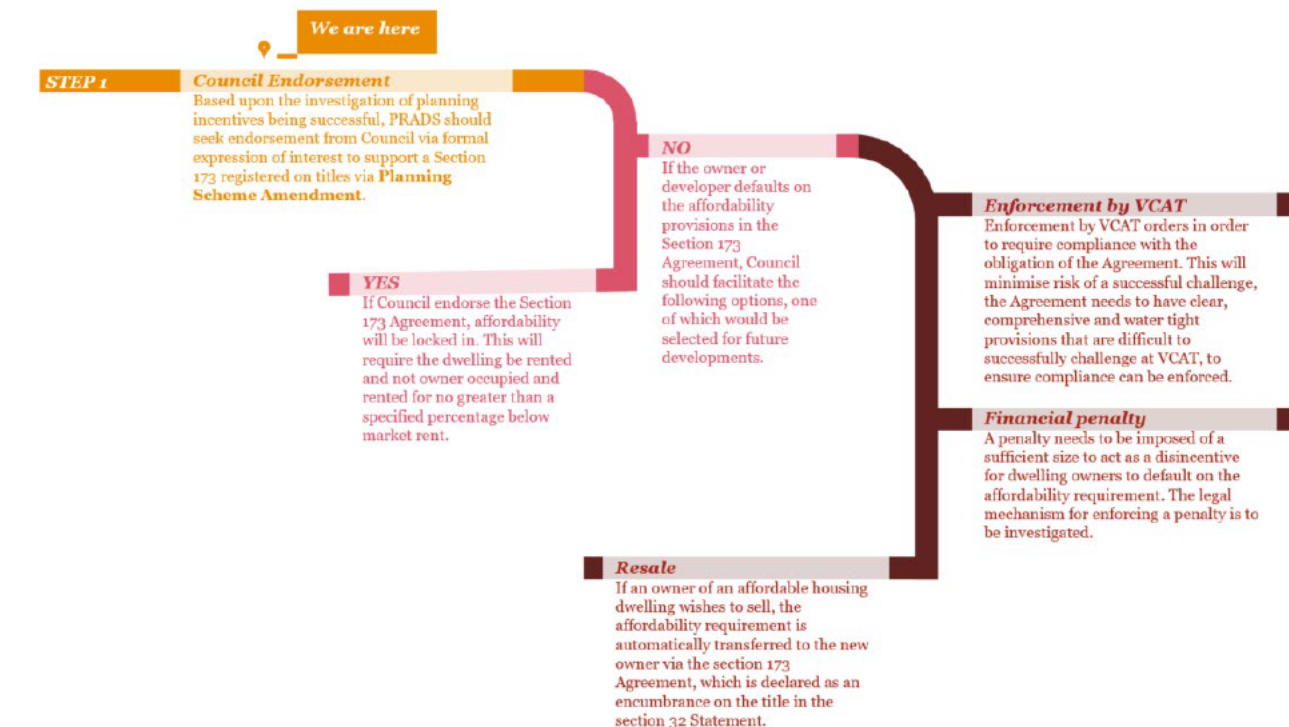 We are here
STEP 1
Council Endorsement
Based upon the investigation of planning
incentives being successful, PRADS should
seek endorsement from Council via formal
expression of interest to support a Section
173 registered on titles via Planning
Scheme Amendment.
NO
If the owner or
developer defaults on
the affordability
provisions in the
Section 173
Agreement, Council
should facilitate the
following options, one
of which would be
selected for future
developments.
YES
If Council endorse the Section
173 Agreement, affordability
will be locked in. This will
require the dwelling be rented
and not owner occupied and
rented for no greater than a
specified percentage below
market rent.
Enforcement by VCAT
Enforcement by VCAT orders in order
to require compliance with the
obligation of the Agreement. This will
minimise risk of a successful challenge,
the Agreement needs to have clear,
comprehensive and water tight
provisions that are difficult to
successfully challenge at VCAT, to
ensure compliance can be enforced.
Financial penalty
A penalty needs to be imposed of a
sufficient size to act as a disincentive
for dwelling owners to default on the
affordability requirement. The legal
mechanism for enforcing a penalty is to
be investigated.
Resale
If an owner of an affordable housing
dwelling wishes to sell, the
affordability requirement is
automatically transferred to the new
owner via the section 173
Agreement, which is declared as an
encumbrance on the title in the
section 32 Statement.